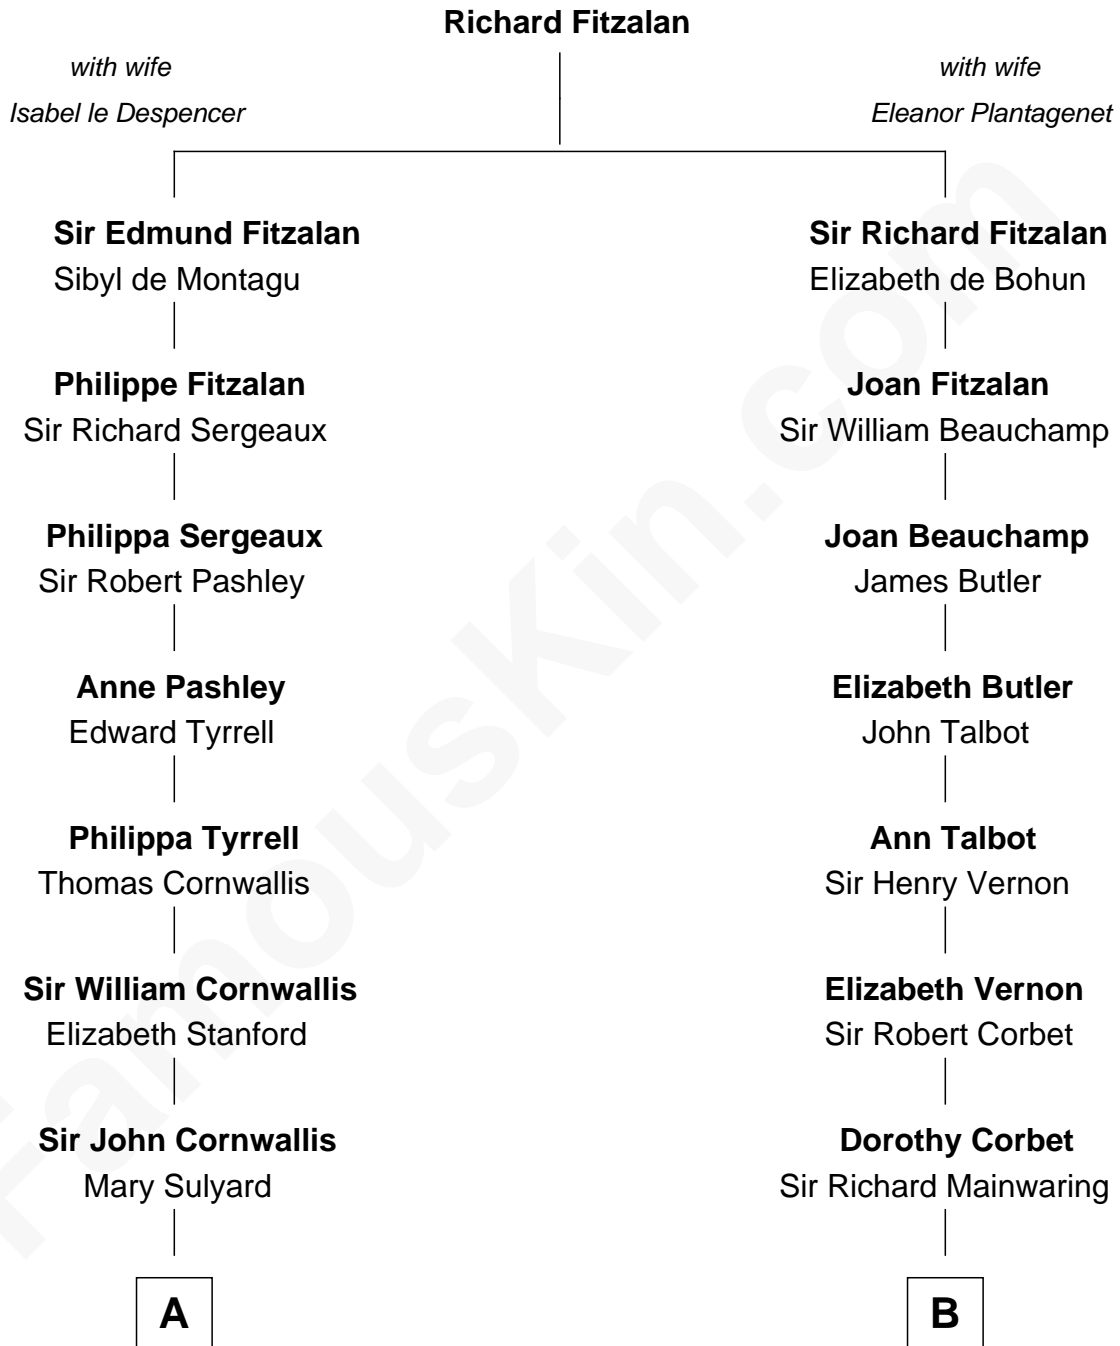 Richard Fitzalan
with wife
Isabel le Despencer
with wife
Eleanor Plantagenet
Sir Edmund Fitzalan
Sibyl de Montagu
Philippe Fitzalan
Sir Richard Sergeaux
Philippa Sergeaux
Sir Robert Pashley
Anne Pashley
Edward Tyrrell
Philippa Tyrrell
Thomas Cornwallis
Sir William Cornwallis
Elizabeth Stanford
Sir John Cornwallis
Mary Sulyard
A
Sir Richard Fitzalan
Elizabeth de Bohun
Joan Fitzalan
Sir William Beauchamp
Joan Beauchamp
James Butler
Elizabeth Butler
John Talbot
Ann Talbot
Sir Henry Vernon
Elizabeth Vernon
Sir Robert Corbet
Dorothy Corbet
Sir Richard Mainwaring
B
FamousKin.com